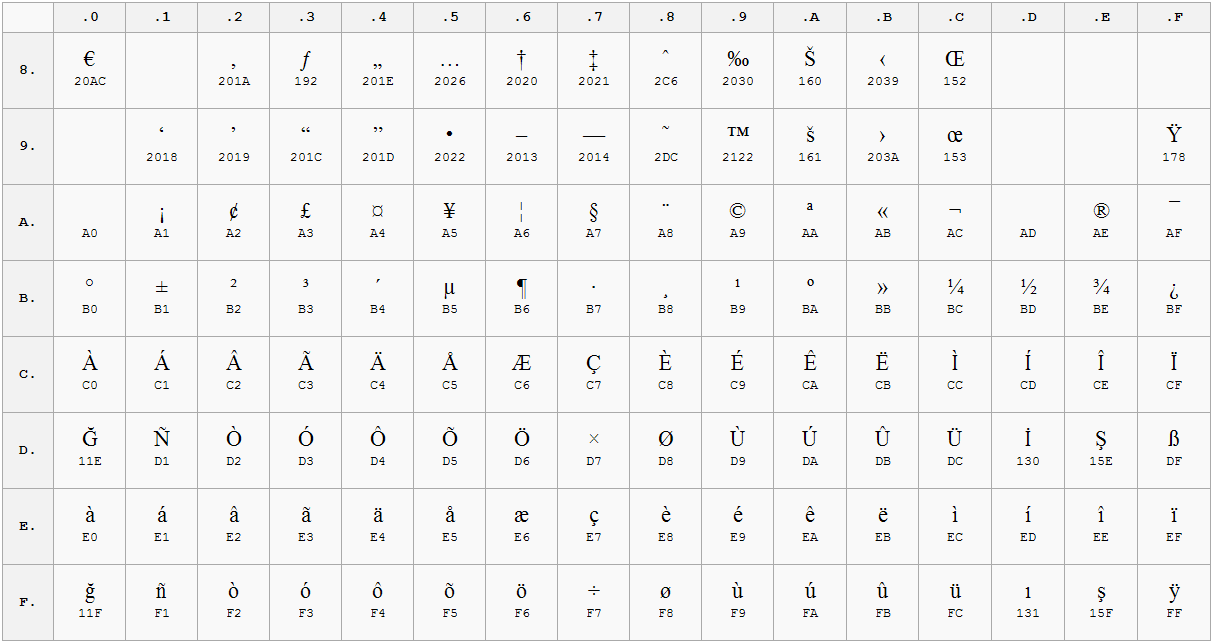 .0 .1 .2 .3 .4 .5 .6 .7 .8 .9 .A .B .C .D .E .F
8. € ‚ ƒ „ … † ‡ ˆ ‰ Š ‹ Œ
20AC 201A 192 201E 2026 2020 2021 2C6 2030 160 2039 152
9. ‘ ’ “ ” • – — ˜ ™ š › œ Ÿ
2018 2019 201C 201D 2022 2013 2014 2DC 2122 161 203A 153 178
A. ¡ ¢ £ ¤ ¥ ¦ § ¨ © ª « ¬ ® ¯
A0 A1 A2 A3 A4 A5 A6 A7 A8 A9 AA AB AC AD AE AF
B. ° ± ² ³ ´ µ ¶ · ¸ ¹ º » ¼ ½ ¾ ¿
B0 B1 B2 B3 B4 B5 B6 B7 B8 B9 BA BB BC BD BE BF
C. À Á Â Ã Ä Å Æ Ç È É Ê Ë Ì Í Î Ï
C0 C1 C2 C3 C4 C5 C6 C7 C8 C9 CA CB CC CD CE CF
D. Ğ Ñ Ò Ó Ô Õ Ö × Ø Ù Ú Û Ü İ Ş ß
11E D1 D2 D3 D4 D5 D6 D7 D8 D9 DA DB DC 130 15E DF
E. à á â ã ä å æ ç è é ê ë ì í î ï
E0 E1 E2 E3 E4 E5 E6 E7 E8 E9 EA EB EC ED EE EF
F. ğ ñ ò ó ô õ ö ÷ ø ù ú û ü ı ş ÿ
11F F1 F2 F3 F4 F5 F6 F7 F8 F9 FA FB FC 131 15F FF